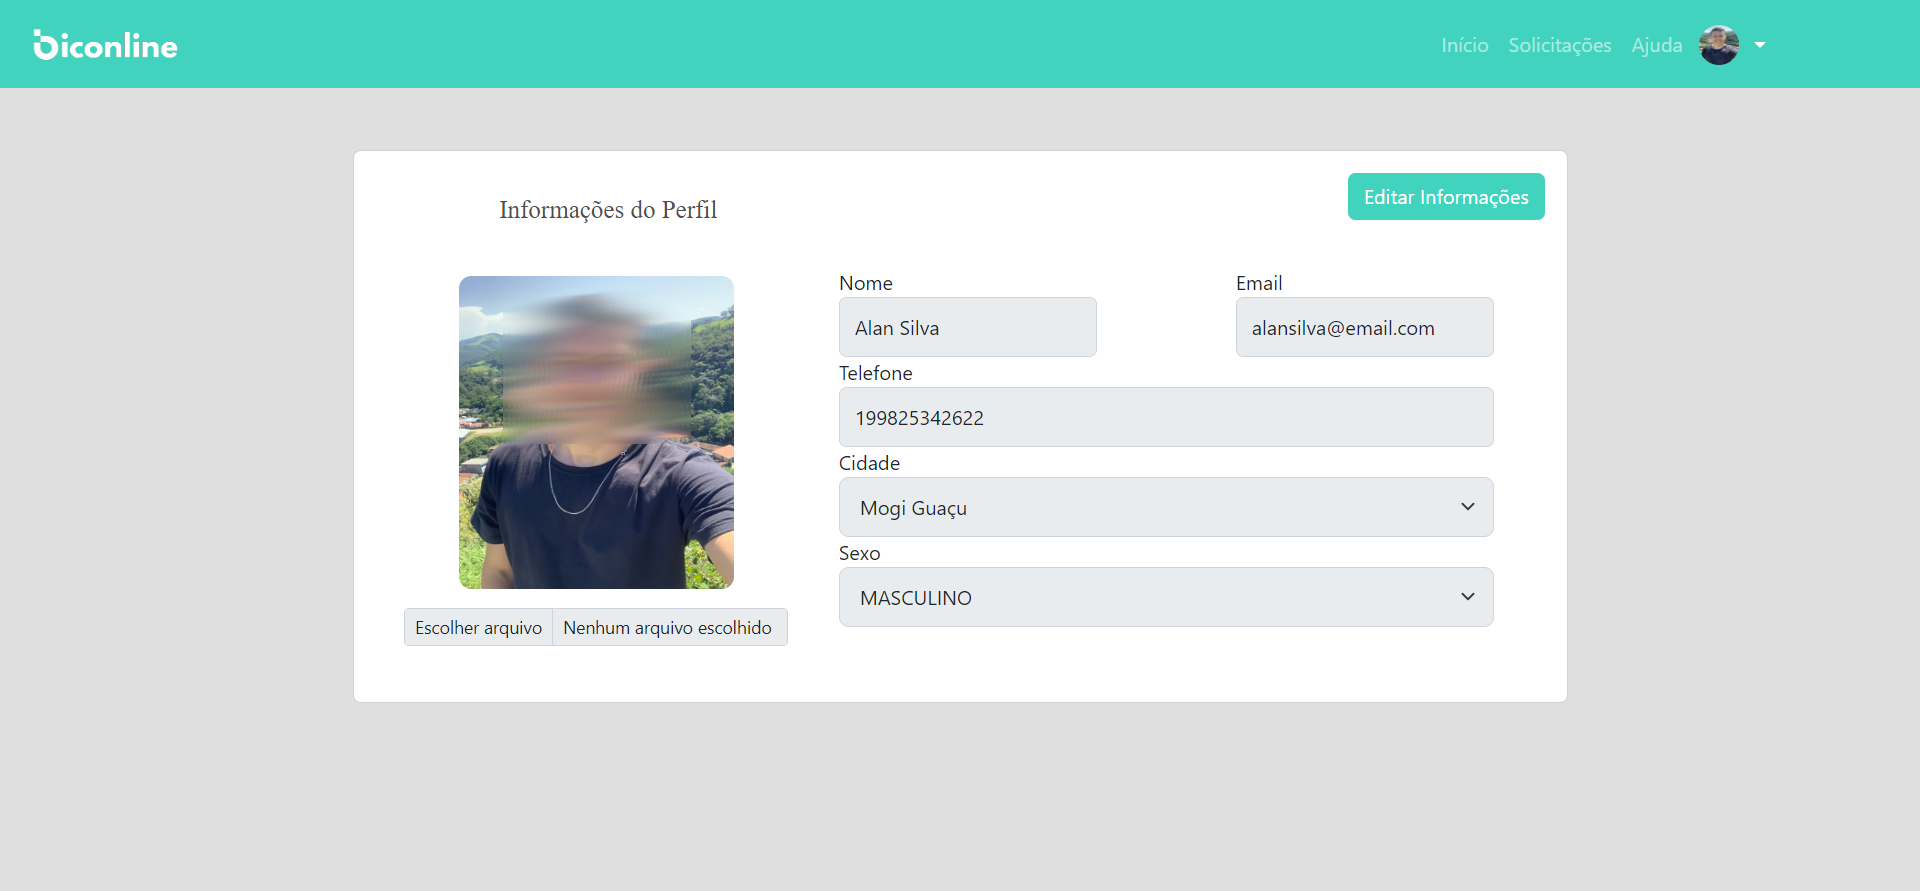 biconline
Início Solicitações Ajuda
Informações do Perfil
Editar Informações
Nome
Email
Alan Silva
alansilva@email.com
Telefone
199825342622
Cidade
Mogi Guaçu
Sexo
MASCULINO
Escolher arquivo Nenhum arquivo escolhido